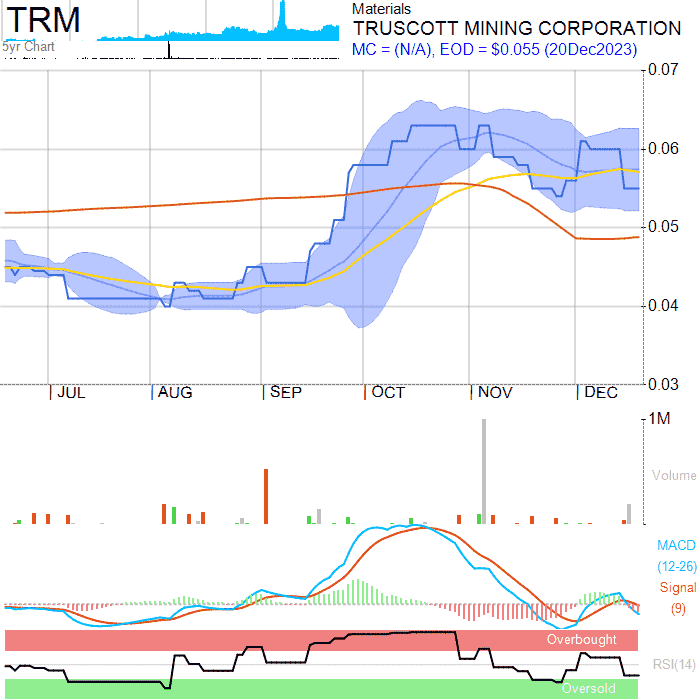 TRM
5yr Chart
Materials
TRUSCOTT MINING CORPORATION
MC = (N/A), EOD = $0.055 (20Dec2023)
0.07
0.06
0.05
0.04
0.03
JUL
AUG
SEP
OCT
NOV
DEC
1M
Volume
MACD
(12-26)
Signal
(9)
Overbought
RSI(14)
Oversold